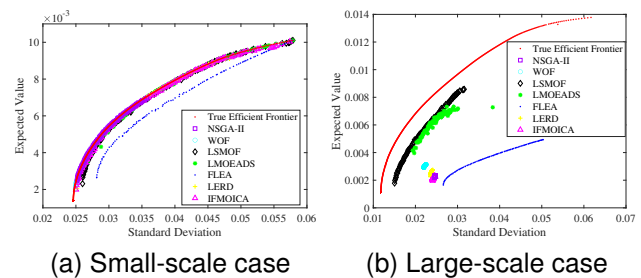 ×10⁻³
10
8
6
4
2
Expected Value
True Efficient Frontier
NSGA-II
WOF
LSMOF
LMOEADS
FLEA
LERD
IFMOICA
0.02 0.025 0.03 0.035 0.04 0.045 0.05 0.055 0.06
Standard Deviation
(a) Small-scale case
0.014
0.012
0.01
0.008
0.006
0.004
0.002
0
Expected Value
True Efficient Frontier
NSGA-II
WOF
LSMOF
LMOEADS
FLEA
LERD
IFMOICA
0.01 0.02 0.03 0.04 0.05 0.06 0.07
Standard Deviation
(b) Large-scale case